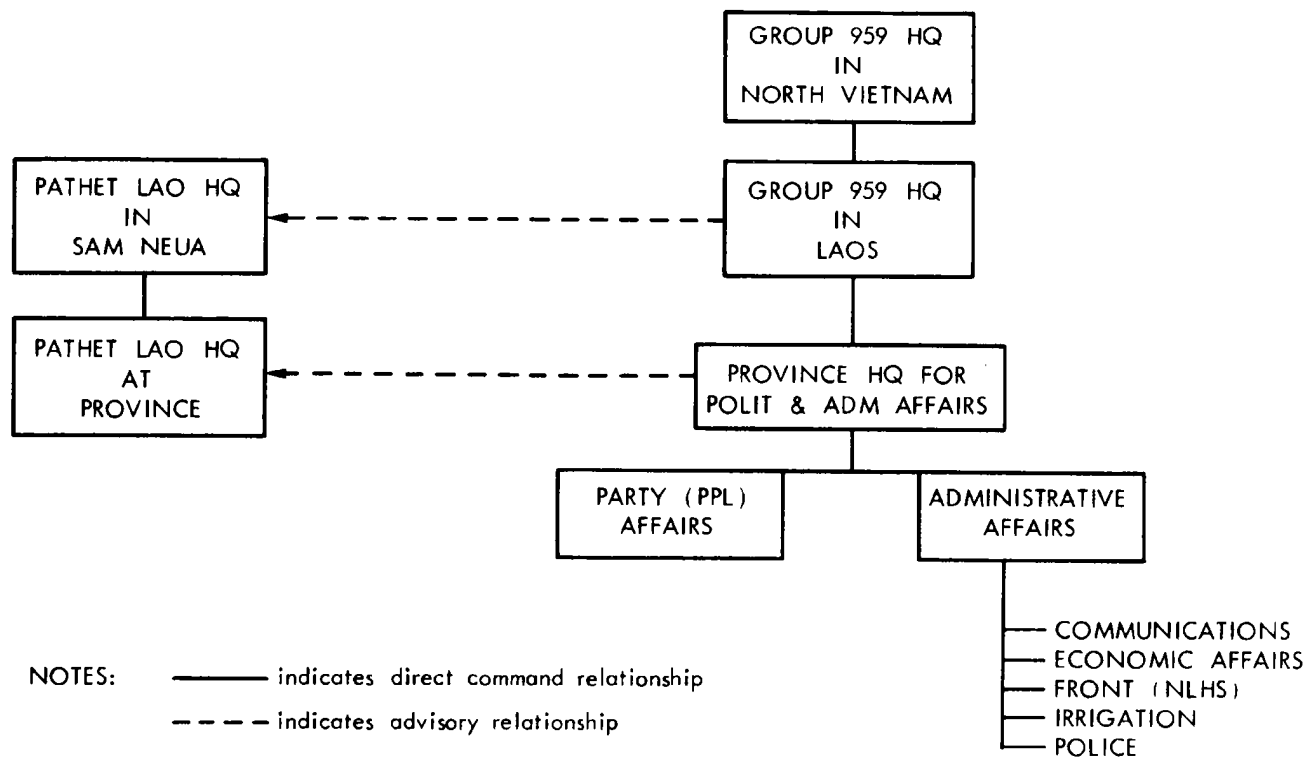 GROUP 959 HQ
IN
NORTH VIETNAM
PATHET LAO HQ
IN
SAM NEUA
GROUP 959 HQ
IN
LAOS
PATHET LAO HQ
AT
PROVINCE
PROVINCE HQ FOR
POLIT & ADM AFFAIRS
PARTY (PPL)
AFFAIRS
ADMINISTRATIVE
AFFAIRS
COMMUNICATIONS
ECONOMIC AFFAIRS
FRONT (NLHS)
IRRIGATION
POLICE
NOTES:
indicates direct command relationship
indicates advisory relationship